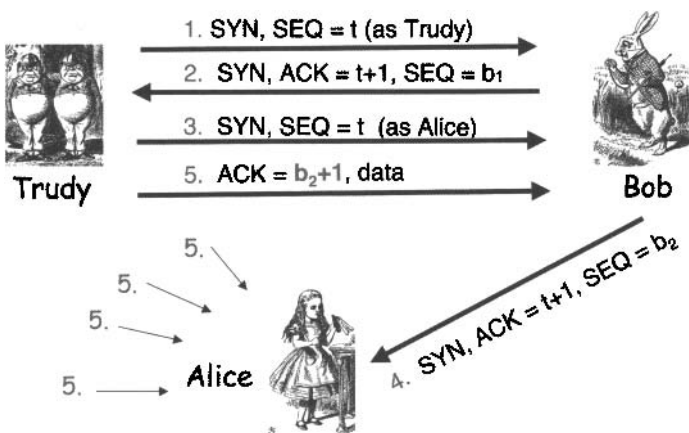 1. SYN, SEQ = t (as Trudy)
2. SYN, ACK = t+1, SEQ = b₁
3. SYN, SEQ = t (as Alice)
5. ACK = b₂+1, data
Trudy
Bob
4. SYN, ACK = t+1, SEQ = b₂
5.
5.
5.
5.
Alice